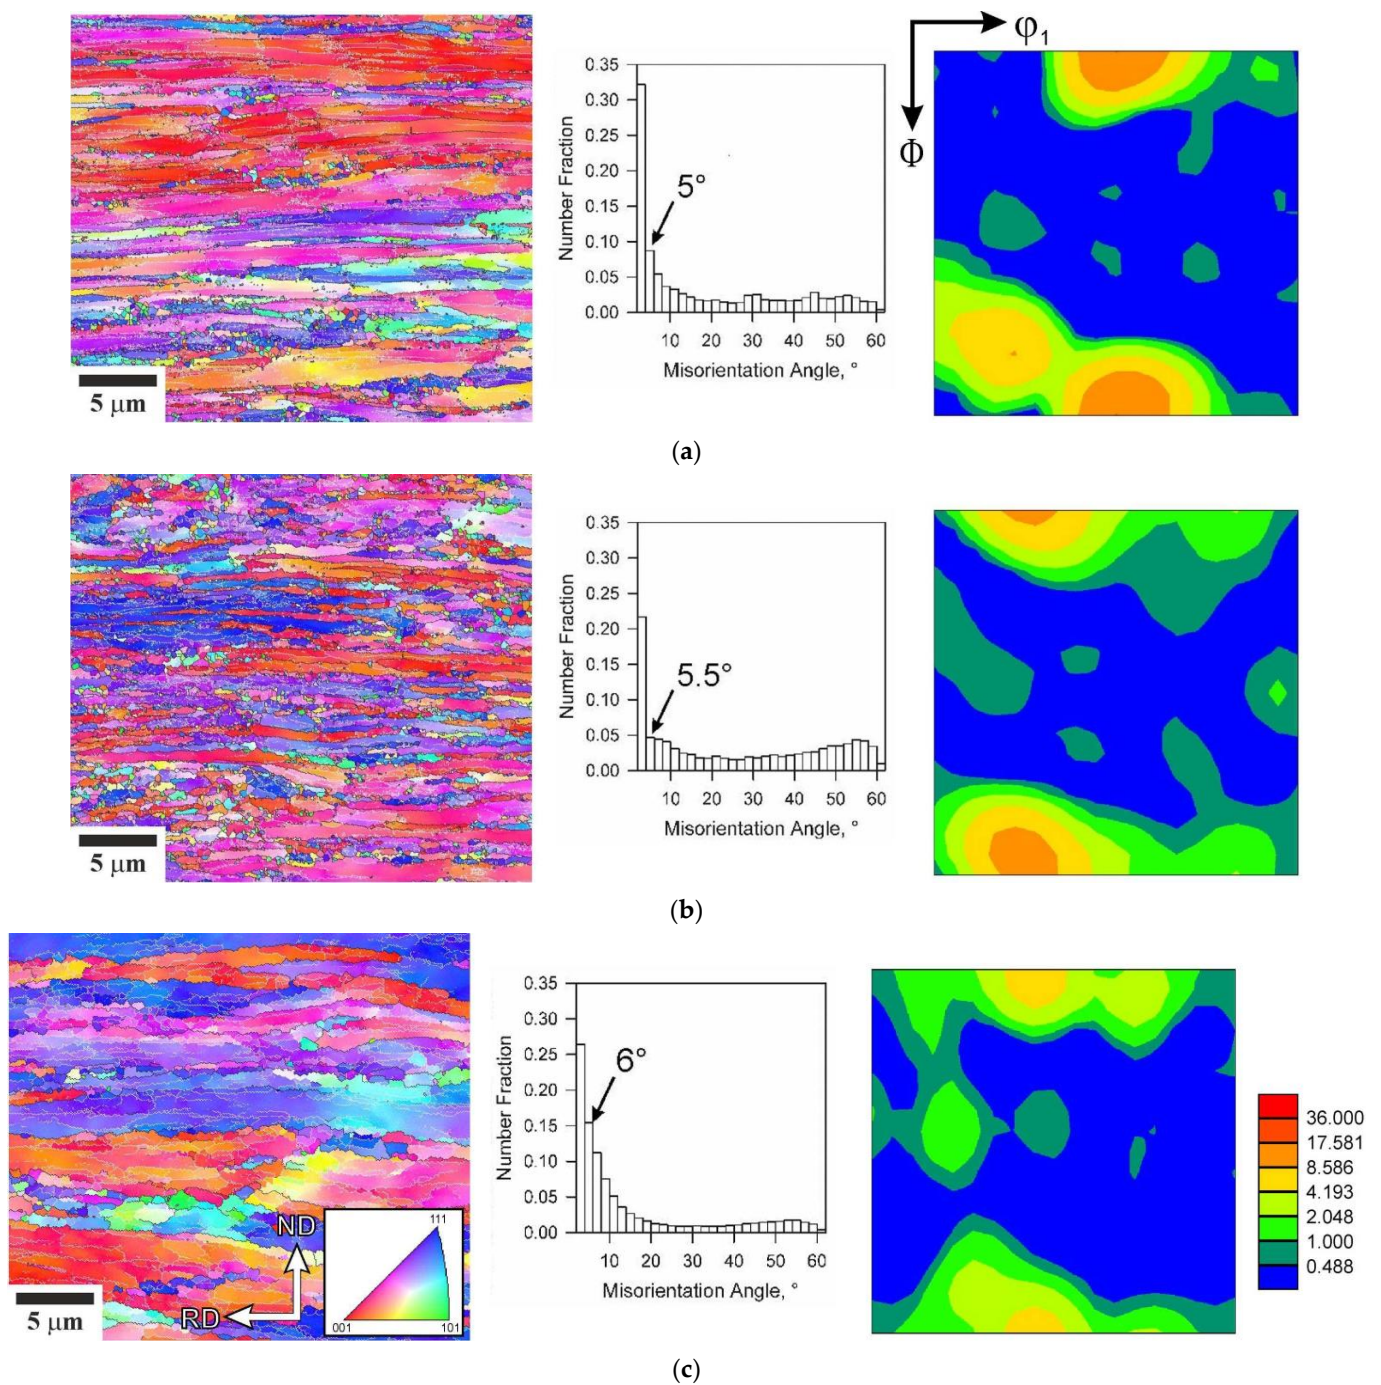 φ1
Φ
0.35
0.30
0.25
0.20
0.15
0.10
0.05
0.00
Number Fraction
5°
10 20 30 40 50 60
Misorientation Angle, °
5 μm
(a)
0.35
0.30
0.25
0.20
0.15
0.10
0.05
0.00
Number Fraction
5.5°
10 20 30 40 50 60
Misorientation Angle, °
5 μm
(b)
0.35
0.30
0.25
0.20
0.15
0.10
0.05
0.00
Number Fraction
6°
10 20 30 40 50 60
Misorientation Angle, °
ND
RD
111
001 101
5 μm
36.000
17.581
8.586
4.193
2.048
1.000
0.488
(c)